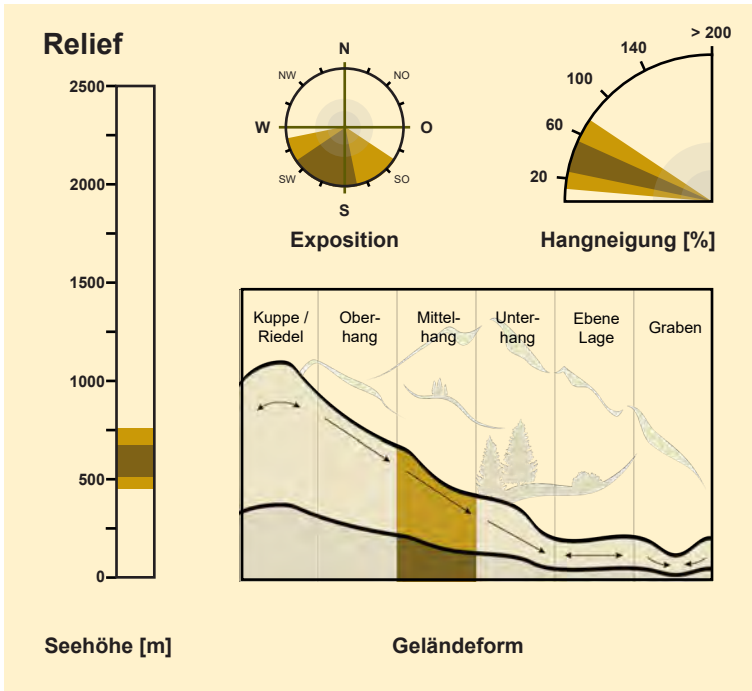 Relief
2500
2000
1500
1000
500
0
Seehöhe [m]
N
NW
NO
W
O
SW
SO
S
Exposition
> 200
140
100
60
20
Hangneigung [%]
Kuppe /
Riedel
Ober-
hang
Mittel-
hang
Unter-
hang
Ebene
Lage
Graben
Geländeform